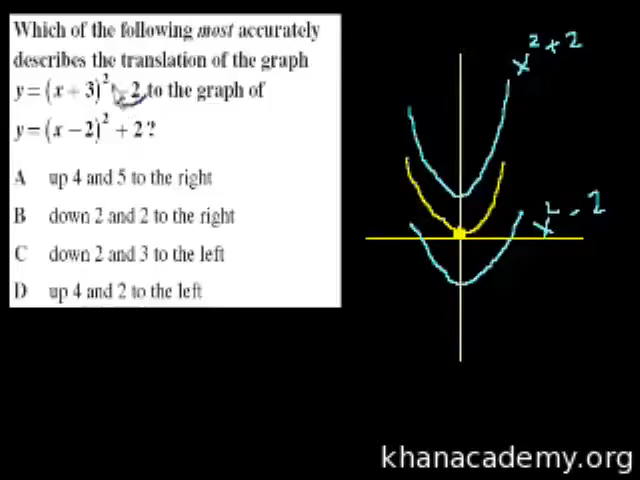 Which of the following most accurately
describes the translation of the graph
y = (x + 3)² - 2 to the graph of
y = (x − 2)² + 2?
A up 4 and 5 to the right
B down 2 and 2 to the right
C down 2 and 3 to the left
D up 4 and 2 to the left
x² + 2
x² - 2
khanacademy.org